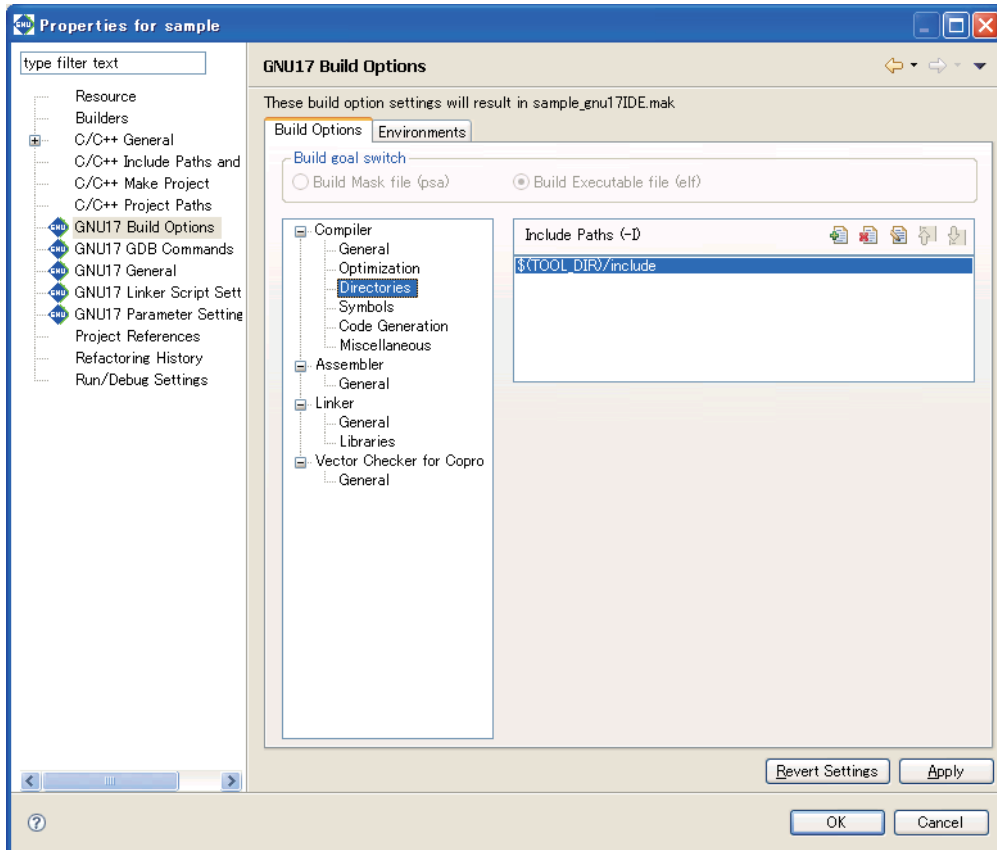 Properties for sample
type filter text
Resource
Builders
C/C++ General
C/C++ Include Paths and
C/C++ Make Project
C/C++ Project Paths
GNU17 Build Options
GNU17 GDB Commands
GNU17 General
GNU17 Linker Script Sett
GNU17 Parameter Setting
Project References
Refactoring History
Run/Debug Settings
GNU17 Build Options
These build option settings will result in sample_gnu17IDE.mak
Build Options
Environments
Build goal switch
Build Mask file (psa)
Build Executable file (elf)
Compiler
General
Optimization
Directories
Symbols
Code Generation
Miscellaneous
Assembler
General
Linker
General
Libraries
Vector Checker for Copro
General
Include Paths (-I)
$(TOOL_DIR)/include
Revert Settings
Apply
OK
Cancel